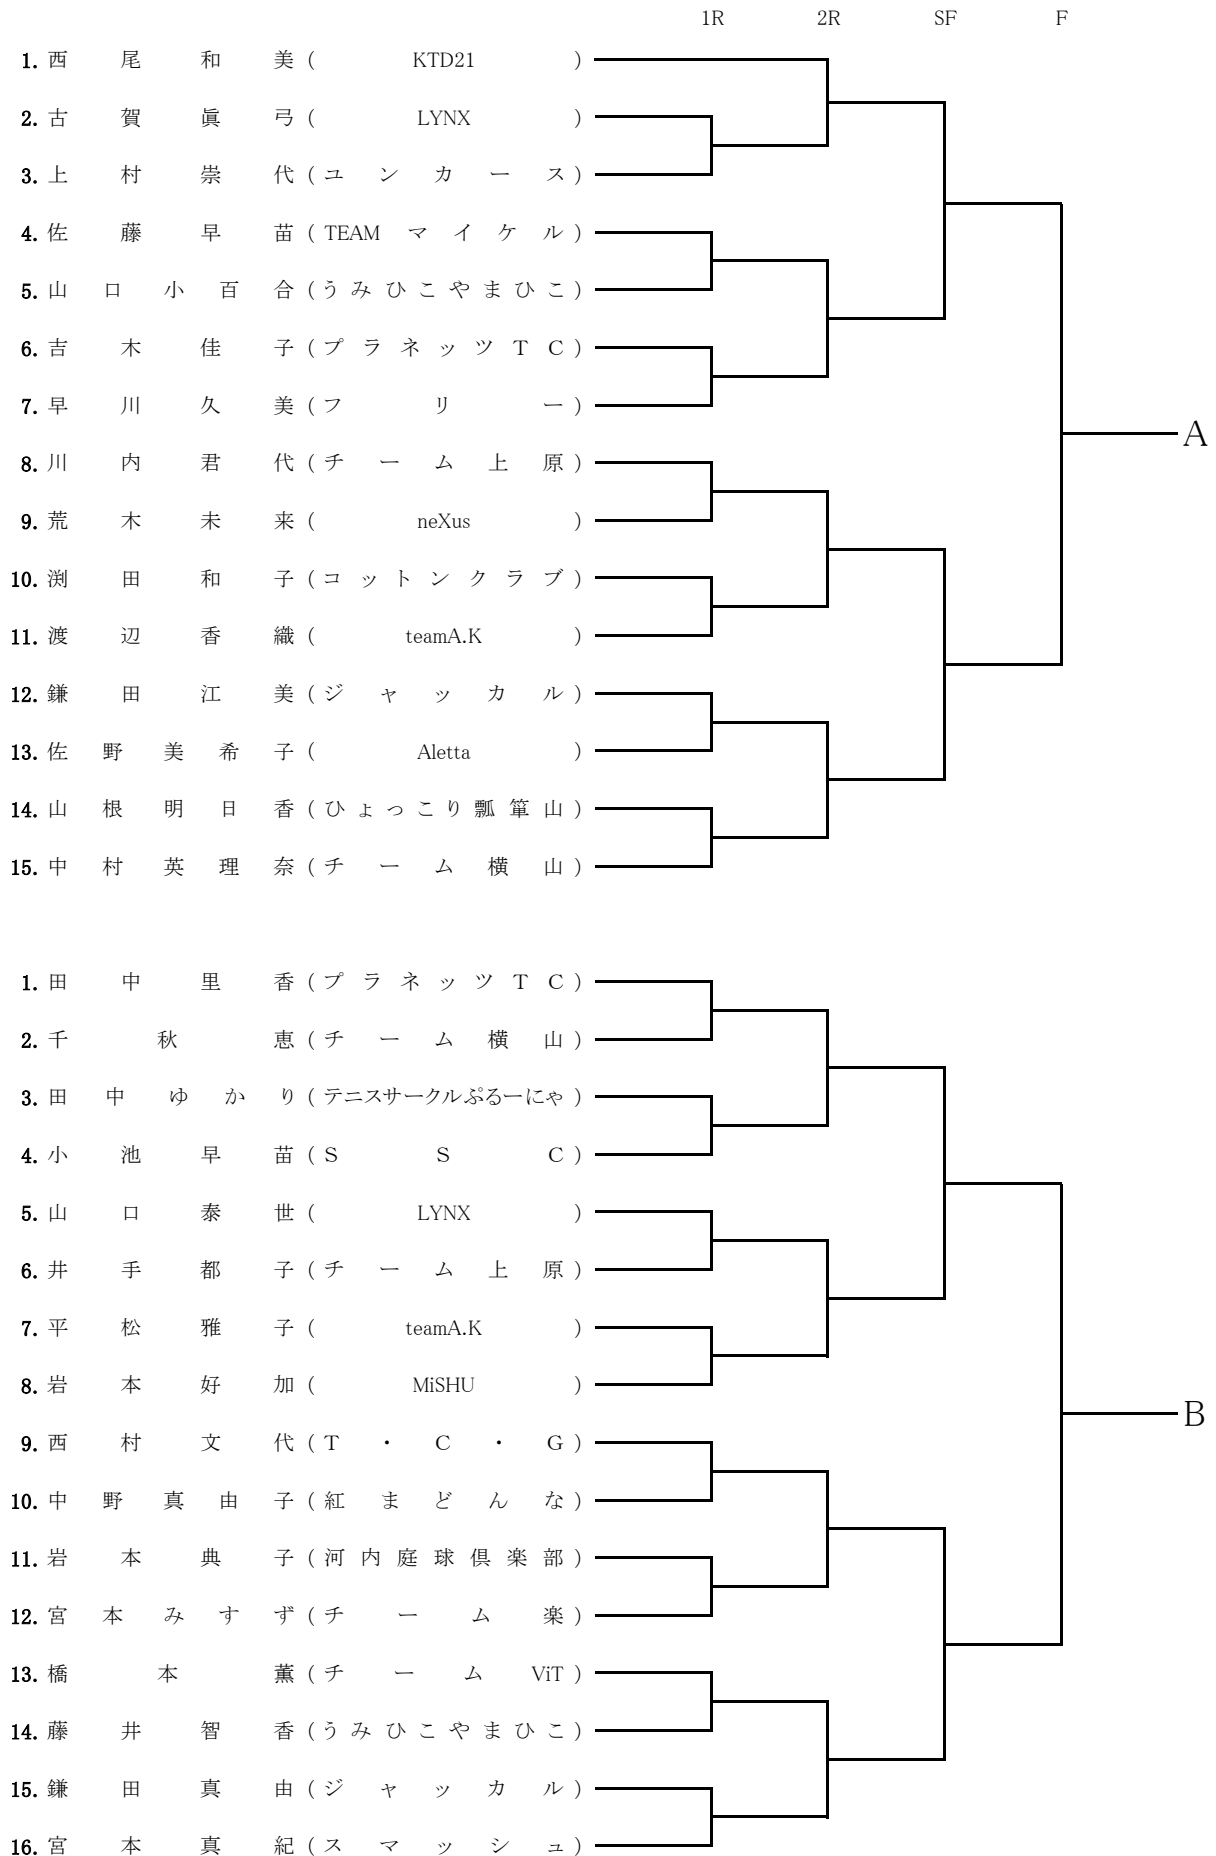 1R 2R SF F
1. 西尾和美 ( KTD21 )
2. 古賀眞弓 ( LYNX )
3. 上村崇代 ( ユンカース )
4. 佐藤早苗 ( TEAM マイケル )
5. 山口小百合 ( うみひこやまひこ )
6. 吉木佳子 ( プラネッツTC )
7. 早川久美 ( フリー )
A
8. 川内君代 ( チーム上原 )
9. 荒木未来 ( neXus )
10. 渕田和子 ( コットンクラブ )
11. 渡辺香織 ( teamA.K )
12. 鎌田江美 ( ジャッカル )
13. 佐野美希子 ( Aletta )
14. 山根明日香 ( ひょっこり瓢箪山 )
15. 中村英理奈 ( チーム横山 )
1. 田中里香 ( プラネッツTC )
2. 千秋恵 ( チーム横山 )
3. 田中ゆかり ( テニスサークルぷるーにゃ )
4. 小池早苗 ( SSC )
5. 山口泰世 ( LYNX )
6. 井手都子 ( チーム上原 )
7. 平松雅子 ( teamA.K )
8. 岩本好加 ( MiSHU )
B
9. 西村文代 ( T・C・G )
10. 中野真由子 ( 紅まどんな )
11. 岩本典子 ( 河内庭球倶楽部 )
12. 宮本みすず ( チーム楽 )
13. 橋本薫 ( チームViT )
14. 藤井智香 ( うみひこやまひこ )
15. 鎌田真由 ( ジャッカル )
16. 宮本真紀 ( スマッシュ )